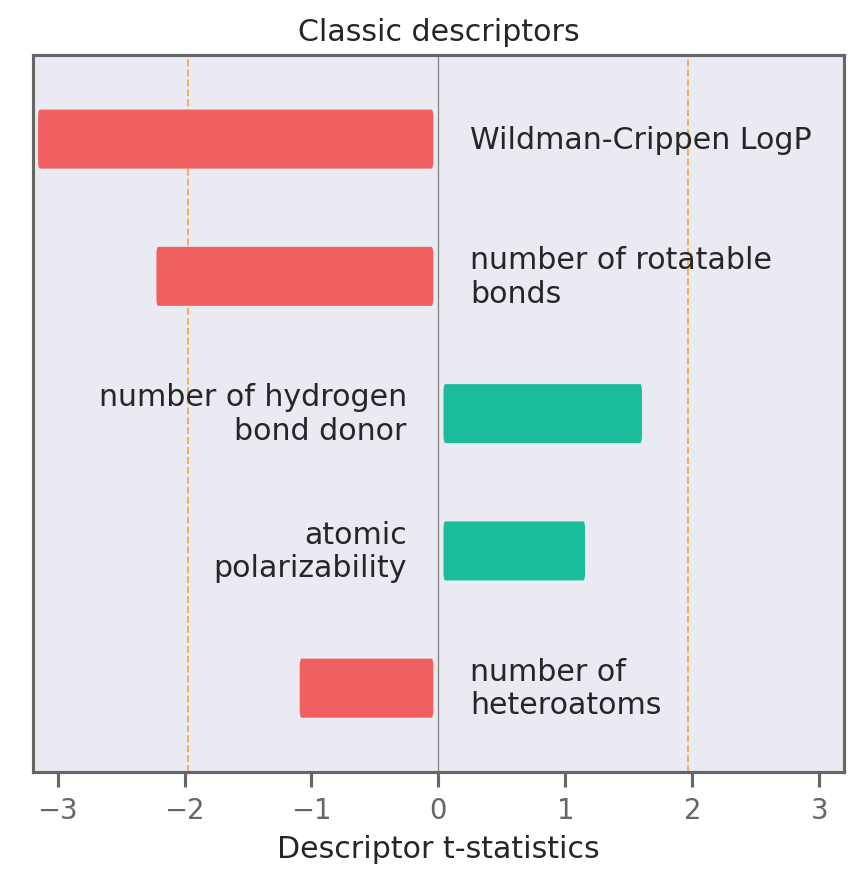 Classic descriptors
Wildman-Crippen LogP
number of rotatable
bonds
number of hydrogen
bond donor
atomic
polarizability
number of
heteroatoms
−3 −2 −1 0 1 2 3
Descriptor t-statistics